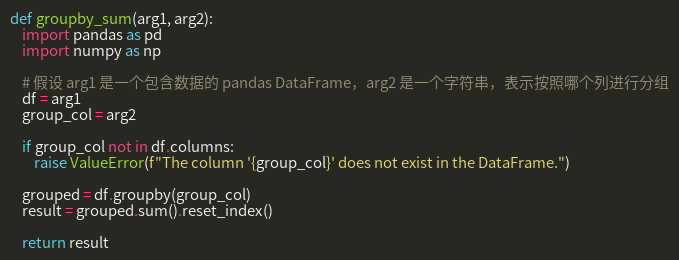 def groupby_sum(arg1, arg2):
    import pandas as pd
    import numpy as np
    # 假设 arg1 是一个包含数据的 pandas DataFrame，arg2 是一个字符串，表示按照哪个列进行分组
    df = arg1
    group_col = arg2
    if group_col not in df.columns:
        raise ValueError(f"The column '{group_col}' does not exist in the DataFrame.")
    grouped = df.groupby(group_col)
    result = grouped.sum().reset_index()
    return result